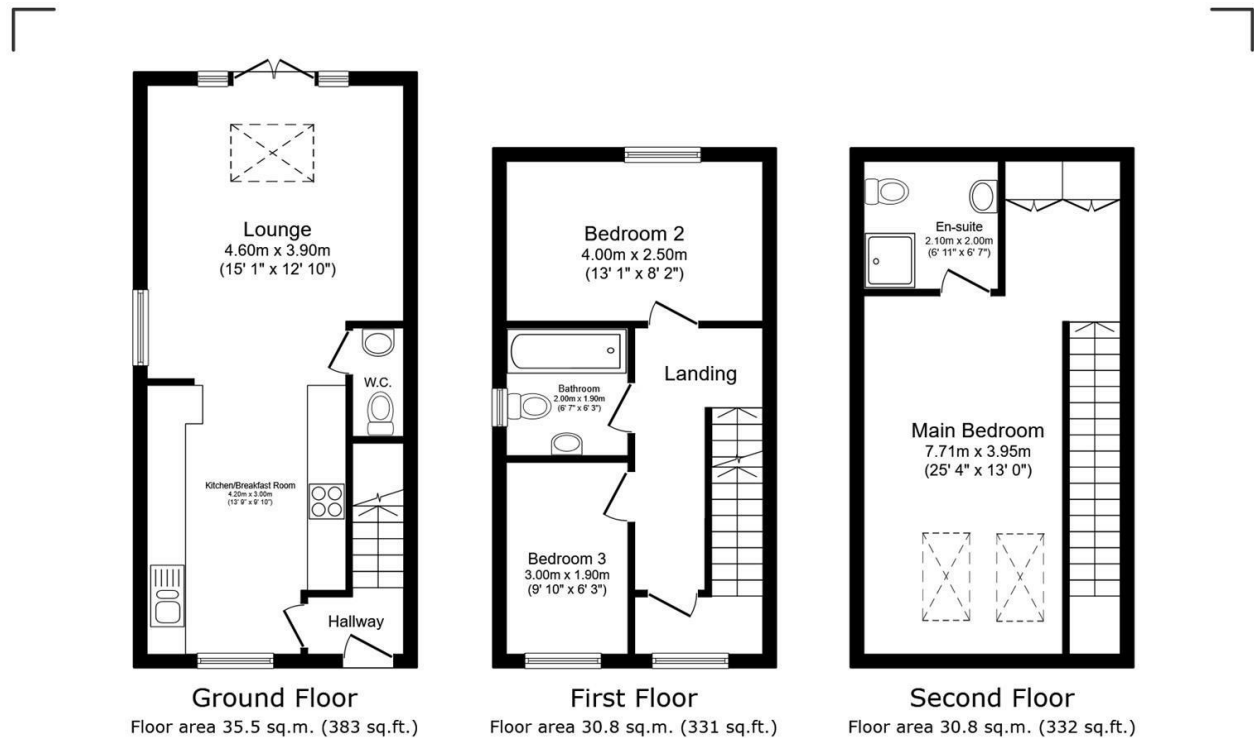 Lounge
4.60m x 3.90m
(15' 1" x 12' 10")
W.C.
Kitchen/Breakfast Room
4.20m x 3.00m
(13' 9" x 9' 10")
Hallway
Ground Floor
Floor area 35.5 sq.m. (383 sq.ft.)
Bedroom 2
4.00m x 2.50m
(13' 1" x 8' 2")
Landing
Bathroom
2.00m x 1.90m
(6' 7" x 6' 3")
Bedroom 3
3.00m x 1.90m
(9' 10" x 6' 3")
First Floor
Floor area 30.8 sq.m. (331 sq.ft.)
En-suite
2.10m x 2.00m
(6' 11" x 6' 7")
Main Bedroom
7.71m x 3.95m
(25' 4" x 13' 0")
Second Floor
Floor area 30.8 sq.m. (332 sq.ft.)